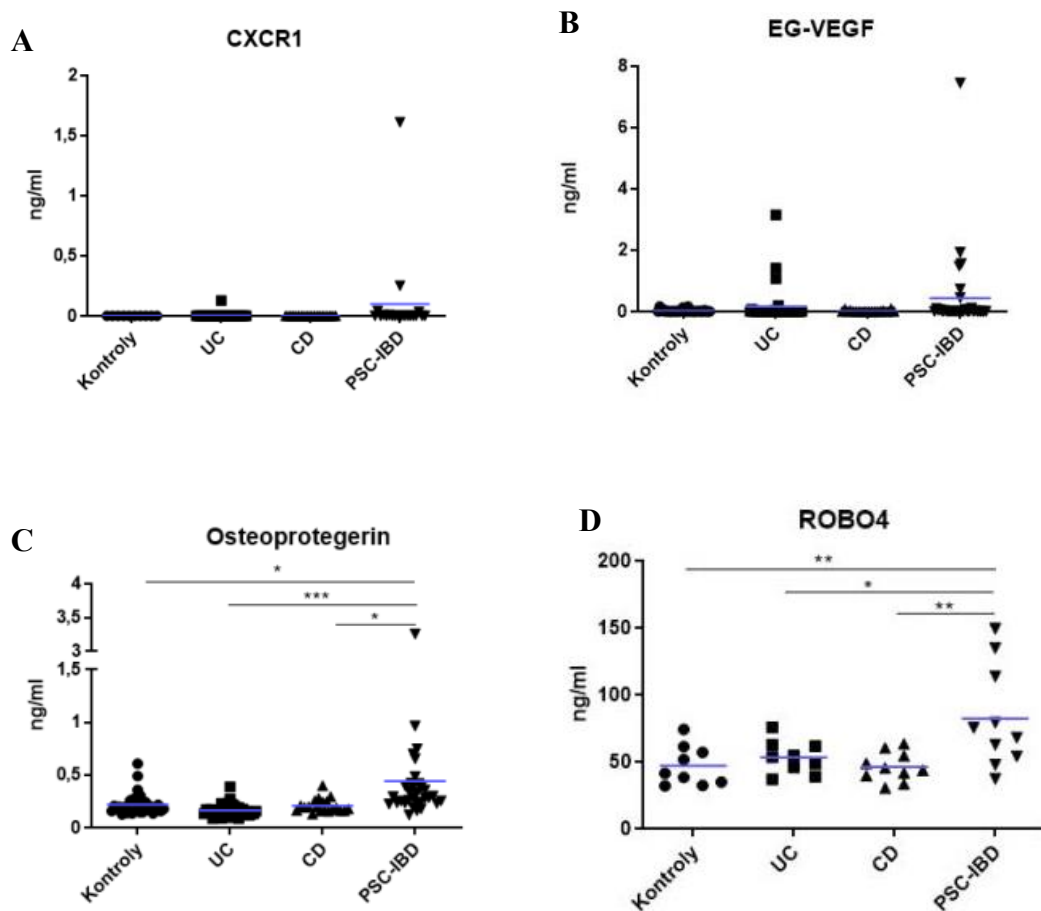 A
CXCR1
2
1,5
1
0,5
0
ng/ml
Kontroly
UC
CD
PSC-IBD
B
EG-VEGF
8
6
4
2
0
ng/ml
Kontroly
UC
CD
PSC-IBD
C
Osteoprotegerin
4
3,5
3
1,5
1
0,5
0
ng/ml
*
***
*
Kontroly
UC
CD
PSC-IBD
D
ROBO4
200
150
100
50
0
ng/ml
**
*
**
Kontroly
UC
CD
PSC-IBD